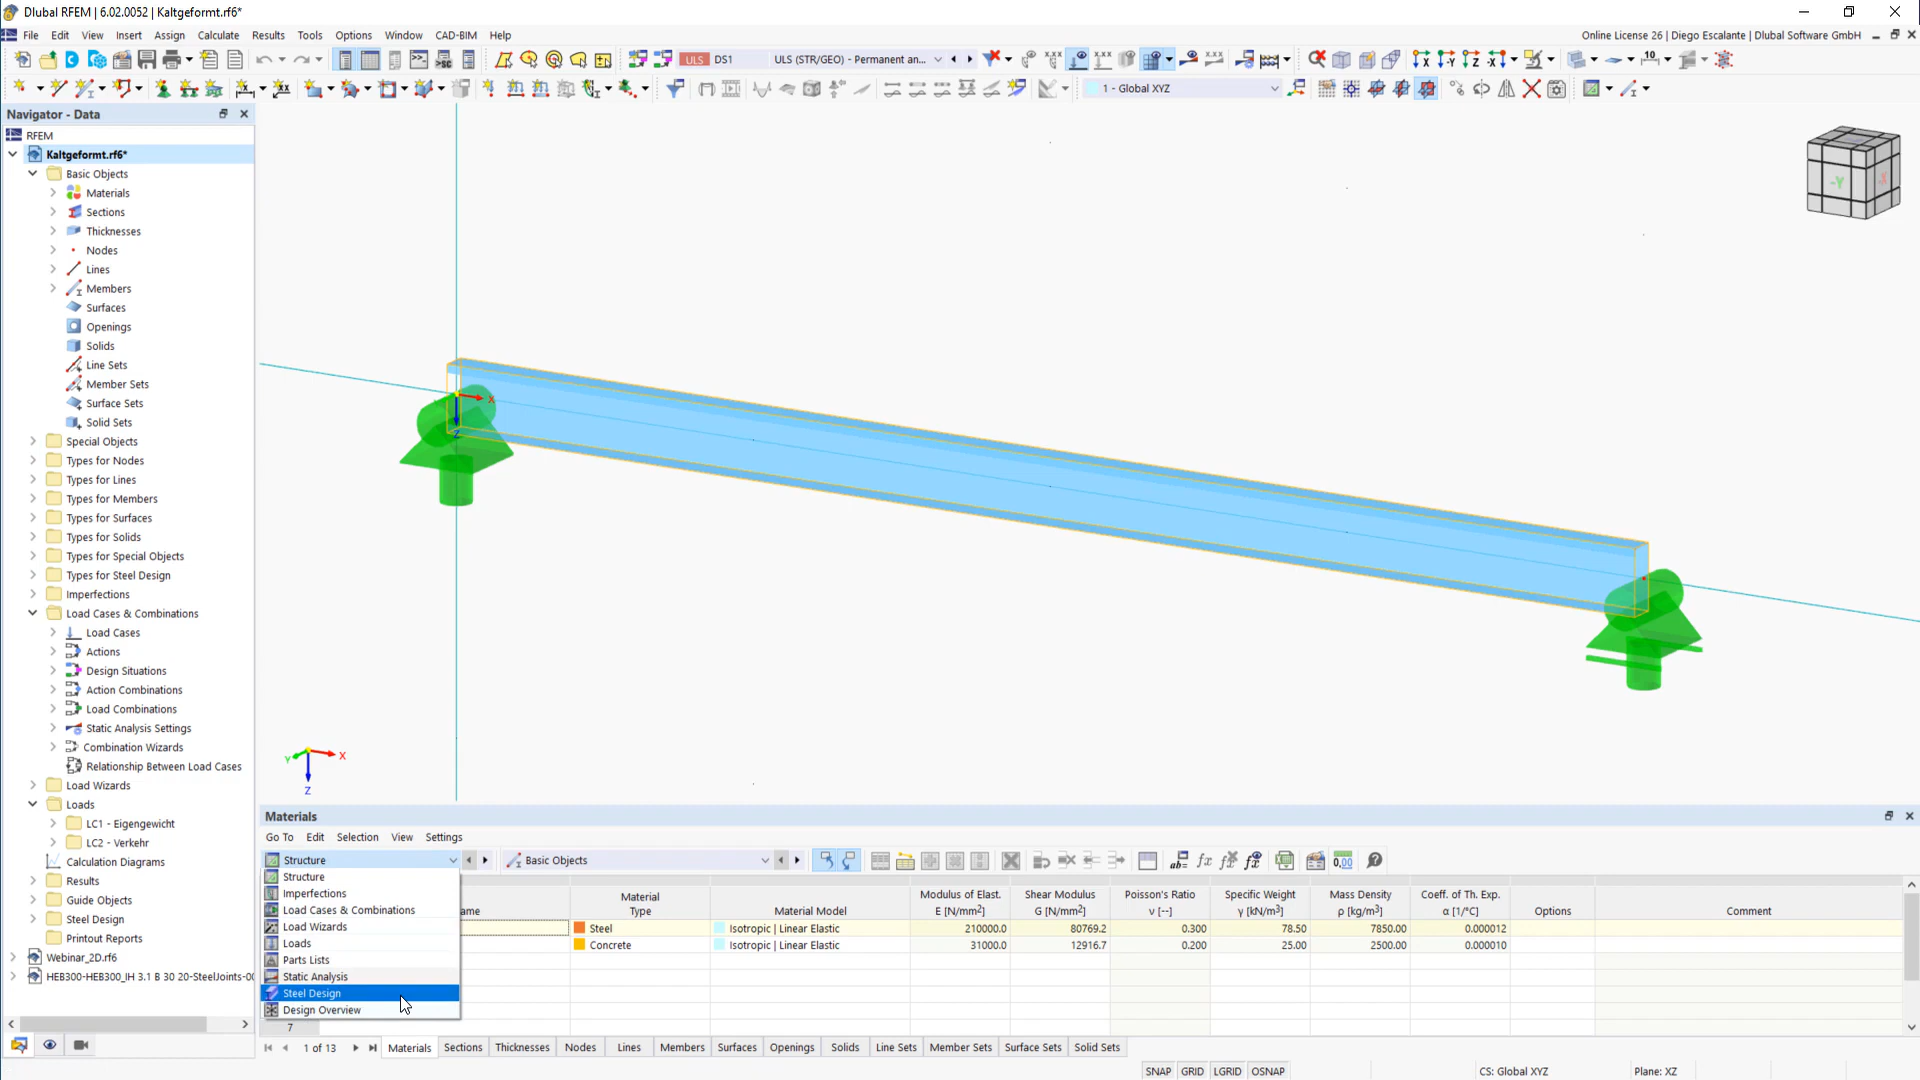 Dlubal RFEM | 6.02.0052 | Kaltgeformt.rf6*
File Edit View Insert Assign Calculate Results Tools Options Window CAD-BIM Help
Online License 26 | Diego Escalante | Dlubal Software GmbH
ULS DS1 ULS (STR/GEO) - Permanent an...
1 - Global XYZ
Navigator - Data
RFEM
Kaltgeformt.rf6*
Basic Objects
Materials
Sections
Thicknesses
Nodes
Lines
Members
Surfaces
Openings
Solids
Line Sets
Member Sets
Surface Sets
Solid Sets
Special Objects
Types for Nodes
Types for Lines
Types for Members
Types for Surfaces
Types for Solids
Types for Special Objects
Types for Steel Design
Imperfections
Load Cases & Combinations
Load Cases
Actions
Design Situations
Action Combinations
Load Combinations
Static Analysis Settings
Combination Wizards
Relationship Between Load Cases
Load Wizards
Loads
LC1 - Eigengewicht
LC2 - Verkehr
Calculation Diagrams
Results
Guide Objects
Steel Design
Printout Reports
Webinar_2D.rf6
HEB300-HEB300_IH 3.1 B 30 20-SteelJoints-00
-Y -X
X
Z
Y X
Z
Materials
Go To Edit Selection View Settings
Structure
Basic Objects
Structure
Imperfections
Load Cases & Combinations
Load Wizards
Loads
Parts Lists
Static Analysis
Steel Design
Design Overview
7
ame
Material Type
Material Model
Modulus of Elast. E [N/mm²]
Shear Modulus G [N/mm²]
Poisson's Ratio ν [--]
Specific Weight γ [kN/m³]
Mass Density ρ [kg/m³]
Coeff. of Th. Exp. α [1/°C]
Options
Comment
Steel Isotropic | Linear Elastic 210000.0 80769.2 0.300 78.50 7850.00 0.000012
Concrete Isotropic | Linear Elastic 31000.0 12916.7 0.200 25.00 2500.00 0.000010
1 of 13 Materials Sections Thicknesses Nodes Lines Members Surfaces Openings Solids Line Sets Member Sets Surface Sets Solid Sets
SNAP GRID LGRID OSNAP CS: Global XYZ Plane: XZ